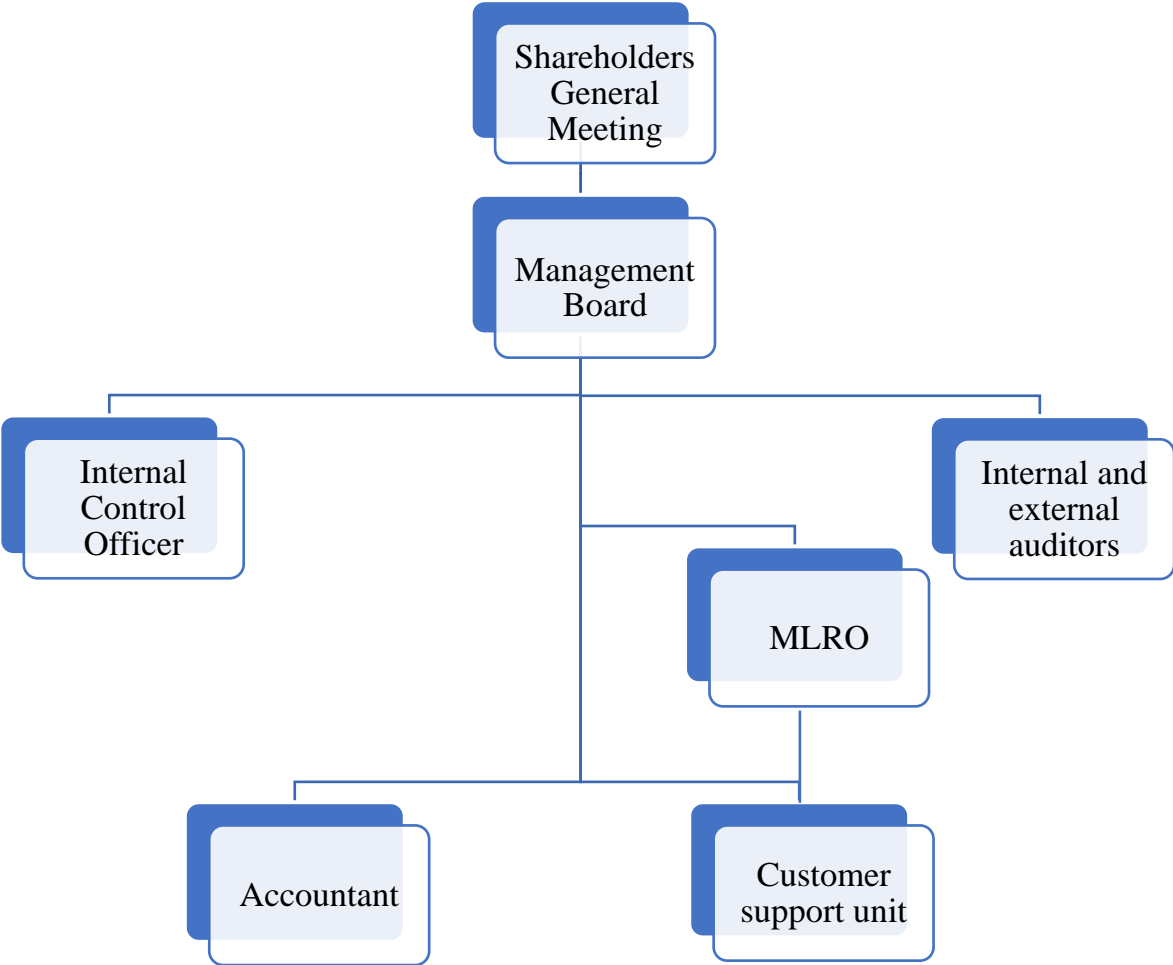 Shareholders
General
Meeting
Management
Board
Internal
Control
Officer
Internal and
external
auditors
MLRO
Accountant
Customer
support unit